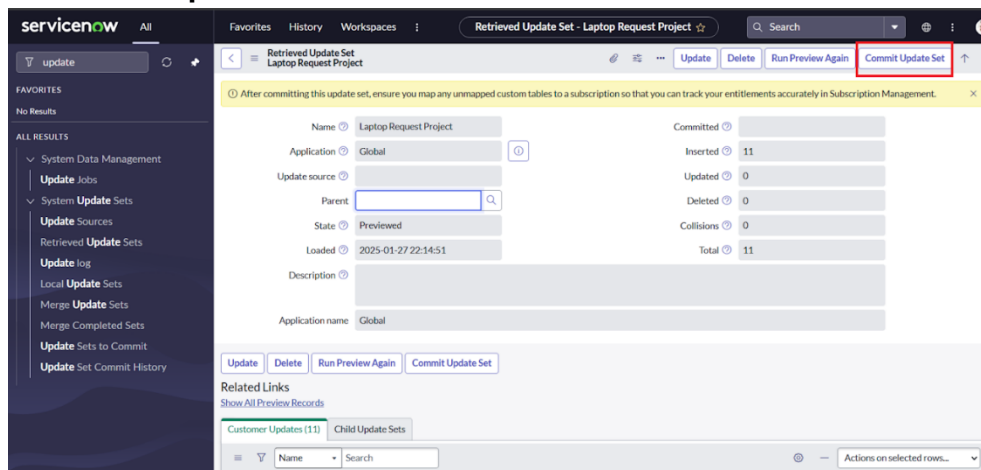 servicenow All Favorites History Workspaces Retrieved Update Set - Laptop Request Project Search
update
FAVORITES
No Results
ALL RESULTS
System Data Management
Update Jobs
System Update Sets
Update Sources
Retrieved Update Sets
Update log
Local Update Sets
Merge Update Sets
Merge Completed Sets
Update Sets to Commit
Update Set Commit History
Retrieved Update Set
Laptop Request Project
Update Delete Run Preview Again Commit Update Set
After committing this update set, ensure you map any unmapped custom tables to a subscription so that you can track your entitlements accurately in Subscription Management.
Name Laptop Request Project Committed
Application Global Inserted 11
Update source Updated 0
Parent Deleted 0
State Previewed Collisions 0
Loaded 2025-01-27 22:14:51 Total 11
Description
Application name Global
Update Delete Run Preview Again Commit Update Set
Related Links
Show All Preview Records
Customer Updates (11) Child Update Sets
Name Search Actions on selected rows...